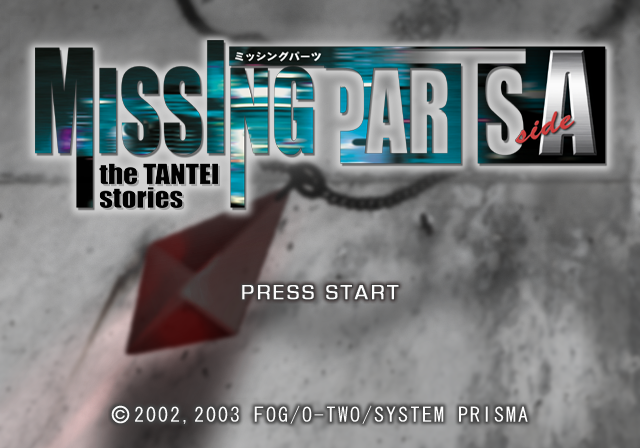 MISSING PARTS side A
ミッシングパーツ
the TANTEI
stories
PRESS START
©2002,2003 FOG/O-TWO/SYSTEM PRISMA